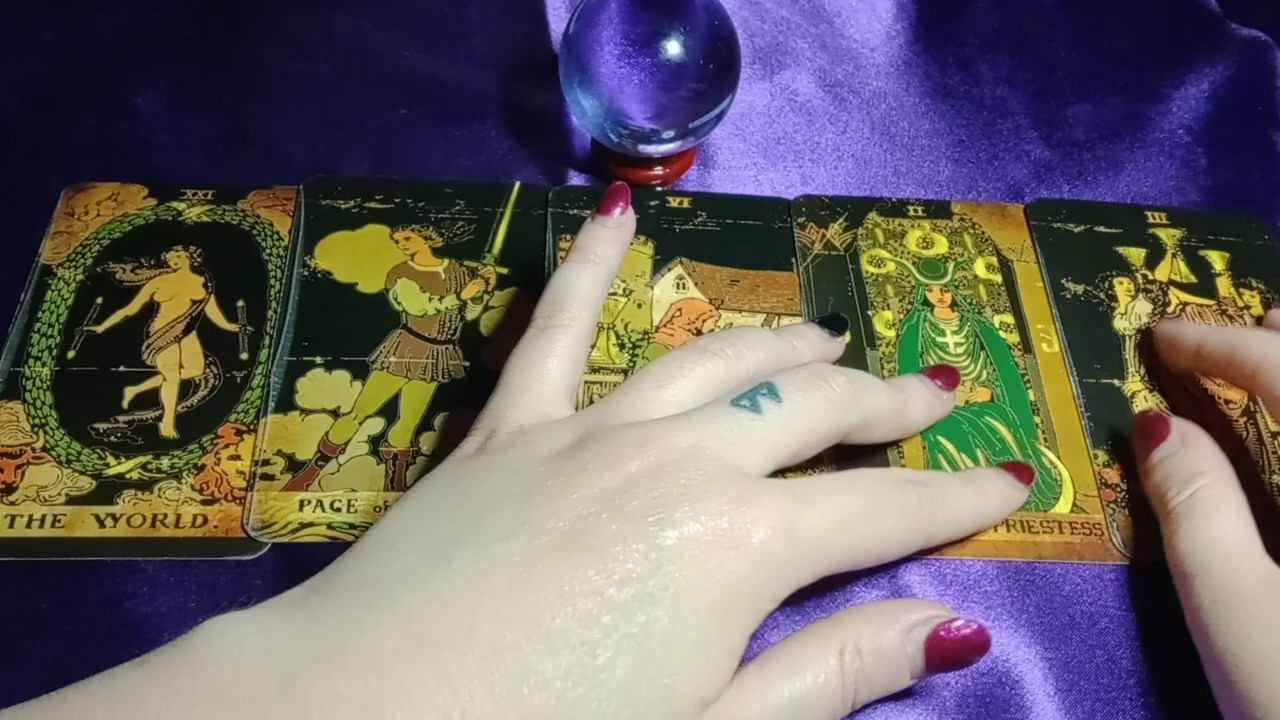 XXI
THE WORLD.
PAGE OF
VI
II
PRIESTESS
III